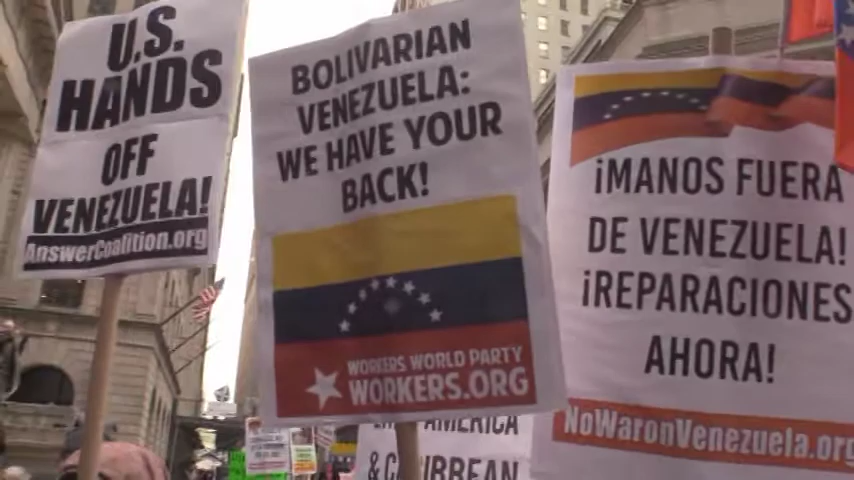 U.S.
HANDS
OFF
VENEZUELA!
AnswerCoalition.org
BOLIVARIAN
VENEZUELA:
WE HAVE YOUR
BACK!
WORKERS WORLD PARTY
WORKERS.ORG
¡MANOS FUERA
DE VENEZUELA!
¡REPARACIONES
AHORA!
NoWaronVenezuela.org
AMERICA
& CARIBBEAN